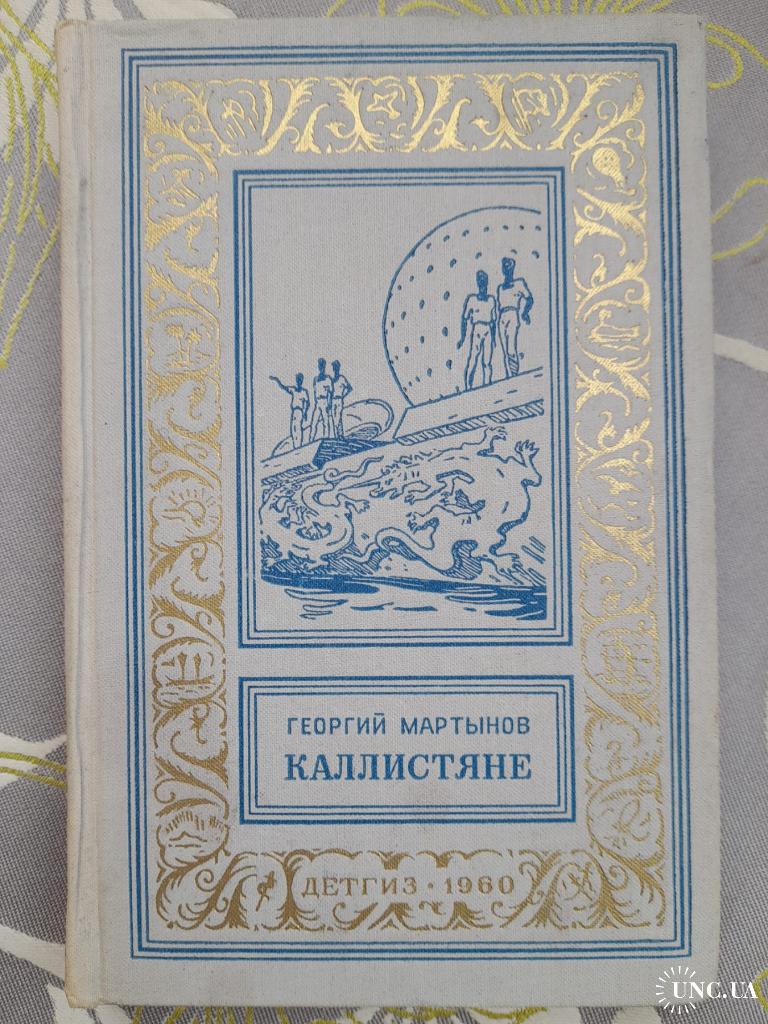 ГЕОРГИЙ МАРТЫНОВ
КАЛЛИСТЯНЕ
ДЕТГИЗ · 1960
UNC.UA